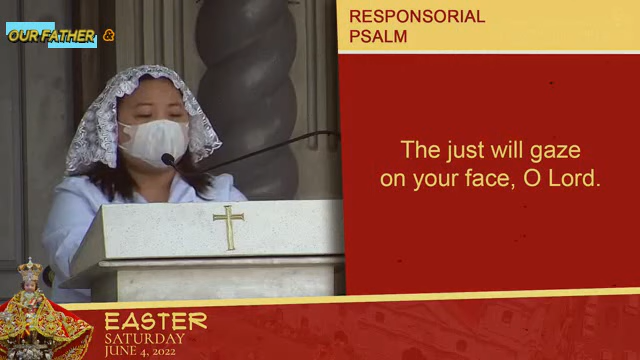 OUR FATHER &
RESPONSORIAL
PSALM
The just will gaze
on your face, O Lord.
EASTER
SATURDAY
JUNE 4, 2022